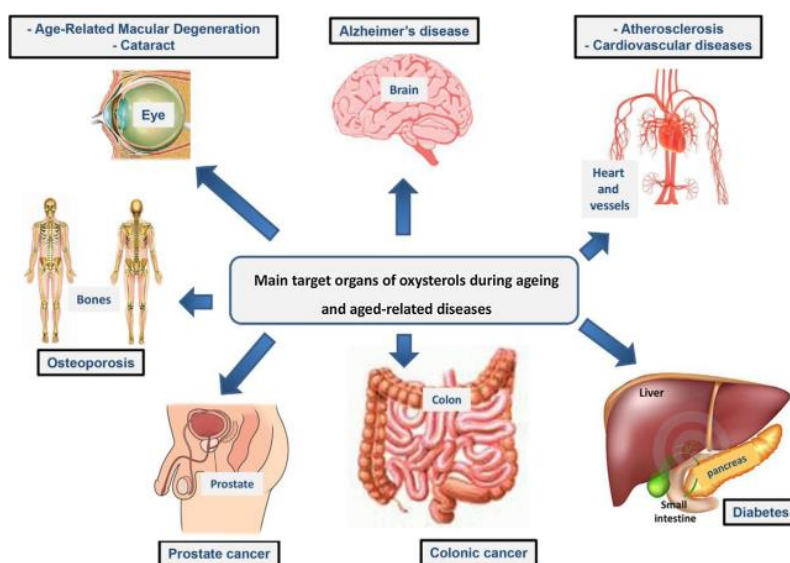 - Age-Related Macular Degeneration
- Cataract
Eye
Alzheimer's disease
Brain
- Atherosclerosis
- Cardiovascular diseases
Heart
and
vessels
Main target organs of oxysterols during ageing
and aged-related diseases
Bones
Osteoporosis
Prostate
Prostate cancer
Colon
Colonic cancer
Liver
pancreas
Small
intestine
Diabetes